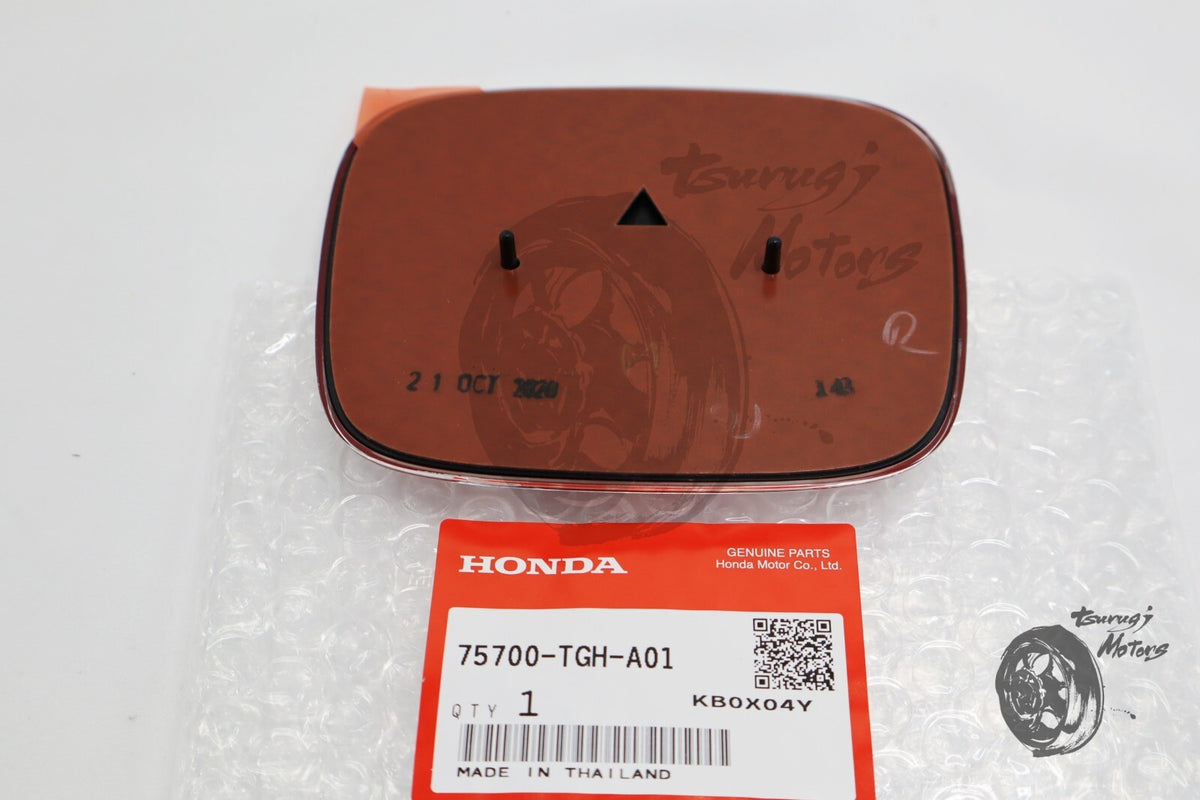 tsurugi
Motors
R
21 OCT 2020
143
HONDA
GENUINE PARTS
Honda Motor Co., Ltd.
75700-TGH-A01
QTY 1
KB0X04Y
MADE IN THAILAND
tsurugi
Motors